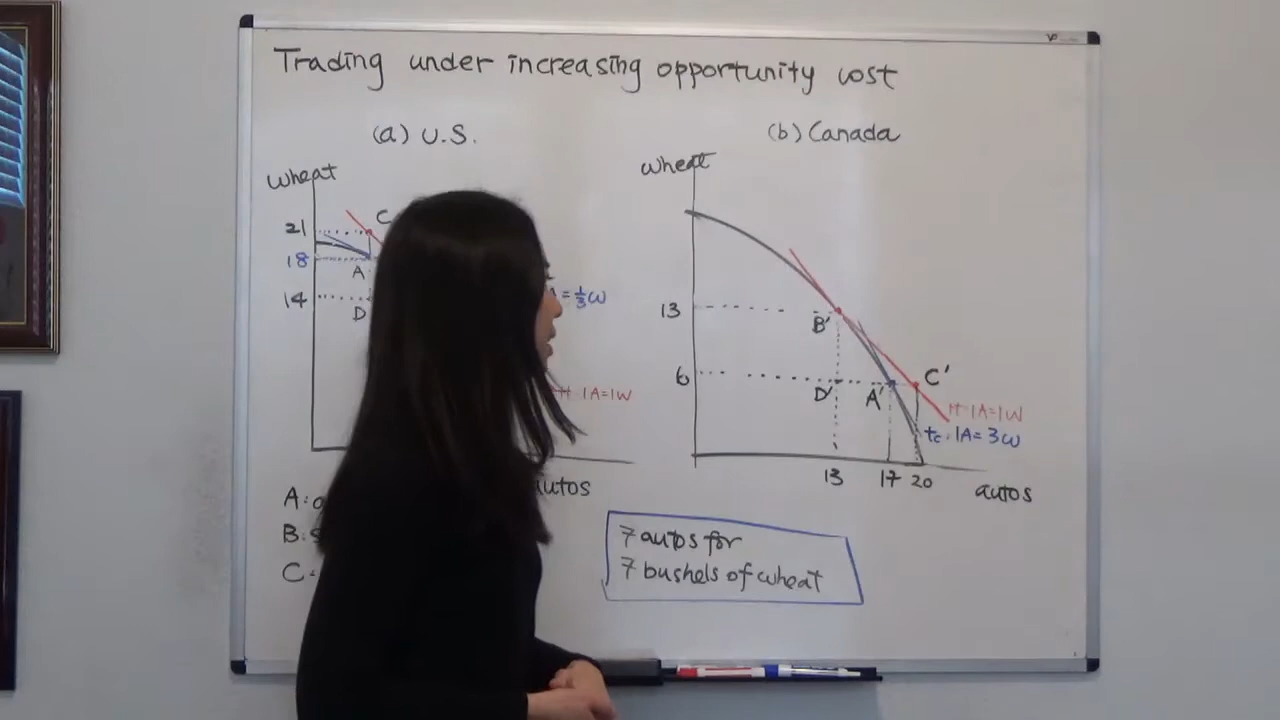 Trading under increasing opportunity cost
(a) U.S.
(b) Canada
wheat
21
C
18
A
14
D
=1/3w
1A=1W
autos
A:
B:
C:
wheat
13
B'
6
D'
A'
C'
tt:1A=1W
tc:1A=3w
13
17
20
autos
7 autos for
7 bushels of wheat